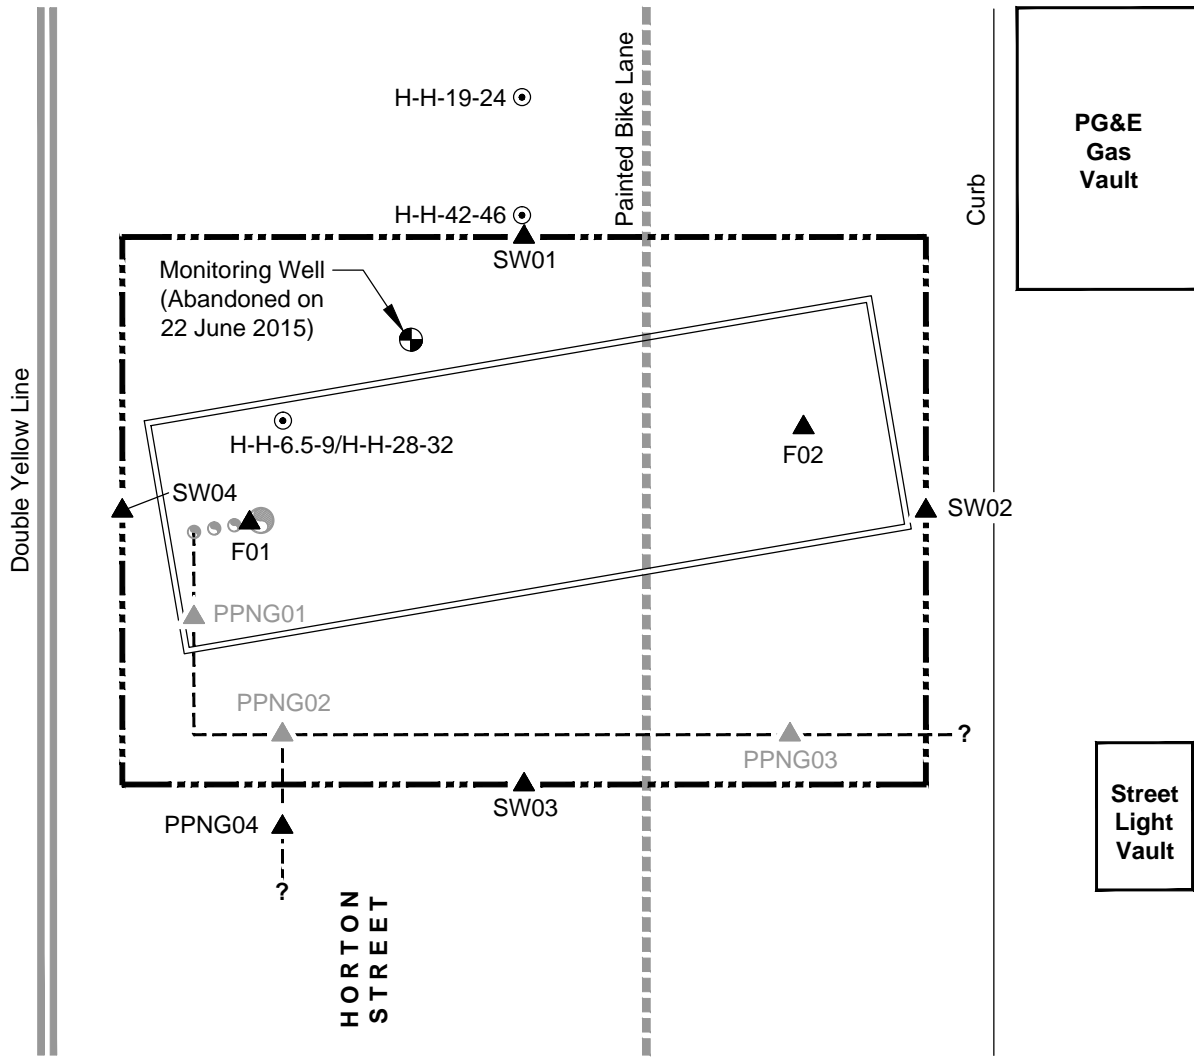 H-H-19-24
Painted Bike Lane
PG&E
Gas
Vault
Curb
H-H-42-46
SW01
Monitoring Well
(Abandoned on
22 June 2015)
Double Yellow Line
H-H-6.5-9/H-H-28-32
F02
SW04
SW02
F01
PPNG01
PPNG02
?
PPNG03
Street
Light
Vault
SW03
PPNG04
?
HORTON
STREET